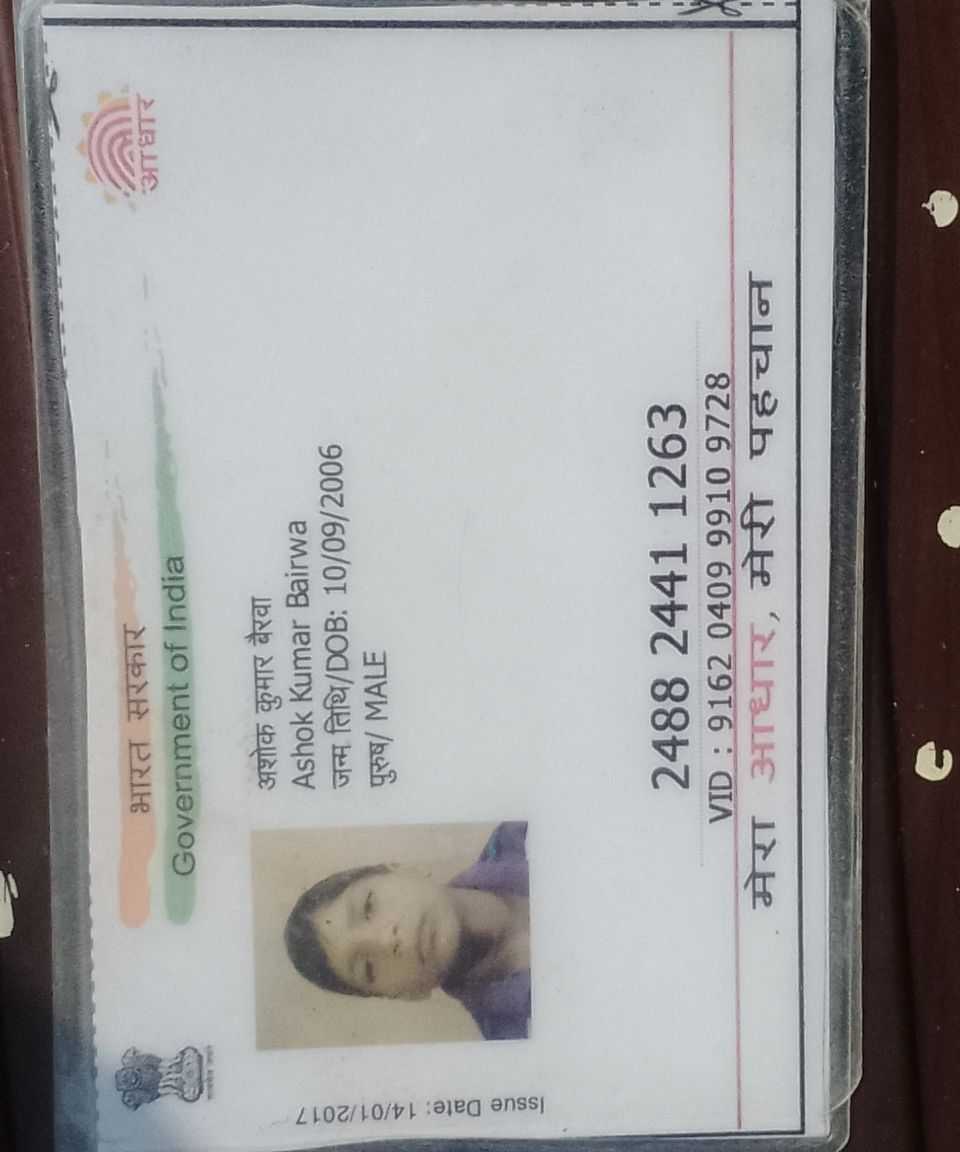 भारत सरकार
Government of India
आधार
अशोक कुमार बैरवा
Ashok Kumar Bairwa
जन्म तिथि/DOB: 10/09/2006
पुरुष/ MALE
Issue Date: 14/01/2017
2488 2441 1263
VID : 9162 0409 9910 9728
मेरा आधार, मेरी पहचान